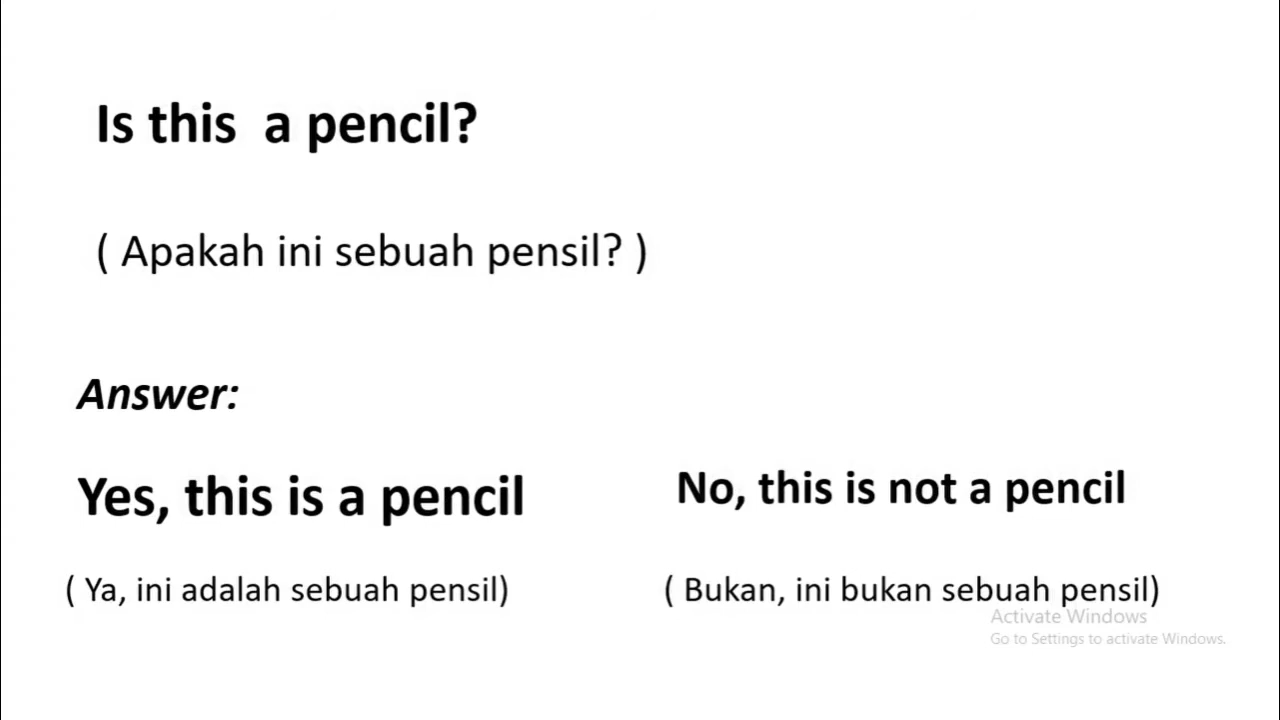 Is this  a pencil?
( Apakah ini sebuah pensil? )
Answer:
Yes, this is a pencil
No, this is not a pencil
( Ya, ini adalah sebuah pensil)
( Bukan, ini bukan sebuah pensil)
Activate Windows
Go to Settings to activate Windows.